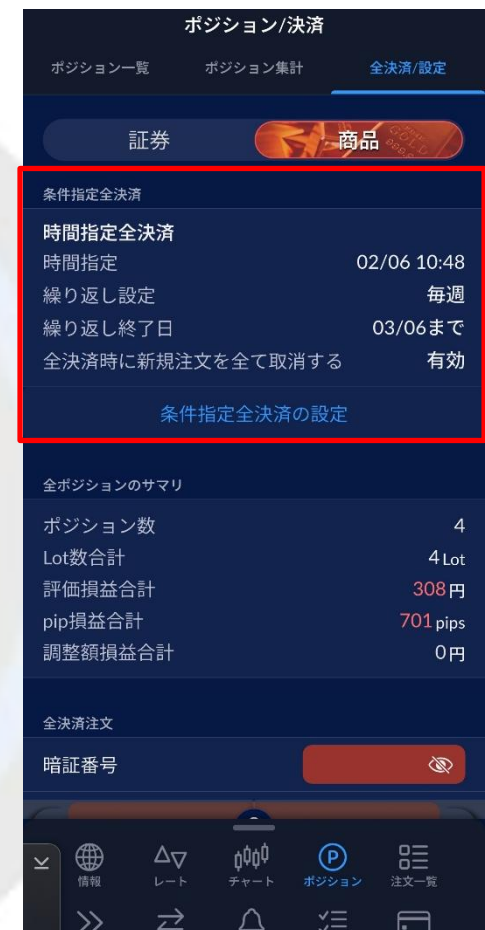 ポジション/決済
ポジション一覧 ポジション集計 全決済/設定
証券 商品
条件指定全決済
時間指定全決済
時間指定 02/06 10:48
繰り返し設定 毎週
繰り返し終了日 03/06まで
全決済時に新規注文を全て取消する 有効
条件指定全決済の設定
全ポジションのサマリ
ポジション数 4
Lot数合計 4 Lot
評価損益合計 308 円
pip損益合計 701 pips
調整額損益合計 0 円
全決済注文
暗証番号
情報 レート チャート ポジション 注文一覧